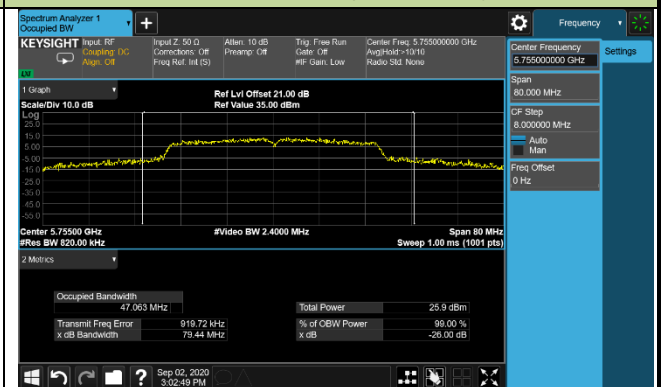 Spectrum Analyzer 1
Occupied BW
Frequency
KEYSIGHT
Input: RF
Coupling: DC
Align: Off
Input Z: 50 Ω
Corrections: Off
Freq Ref: Int (S)
Atten: 10 dB
Preamp: Off
Trig: Free Run
Gate: Off
#IF Gain: Low
Center Freq: 5.755000000 GHz
Avg|Hold:>10/10
Radio Std: None
Center Frequency
5.755000000 GHz
Settings
Span
80.000 MHz
CF Step
8.000000 MHz
Auto
Man
Freq Offset
0 Hz
1 Graph
Scale/Div 10.0 dB
Ref Lvl Offset 21.00 dB
Ref Value 35.00 dBm
Log
25.0
15.0
5.00
-5.00
-15.0
-25.0
-35.0
-45.0
-55.0
Center 5.75500 GHz
#Res BW 820.00 kHz
#Video BW 2.4000 MHz
Span 80 MHz
Sweep 1.00 ms (1001 pts)
2 Metrics
Occupied Bandwidth
47.063 MHz
Total Power 25.9 dBm
Transmit Freq Error 919.72 kHz
% of OBW Power 99.00 %
x dB Bandwidth 79.44 MHz
x dB -26.00 dB
Sep 02, 2020
3:02:49 PM